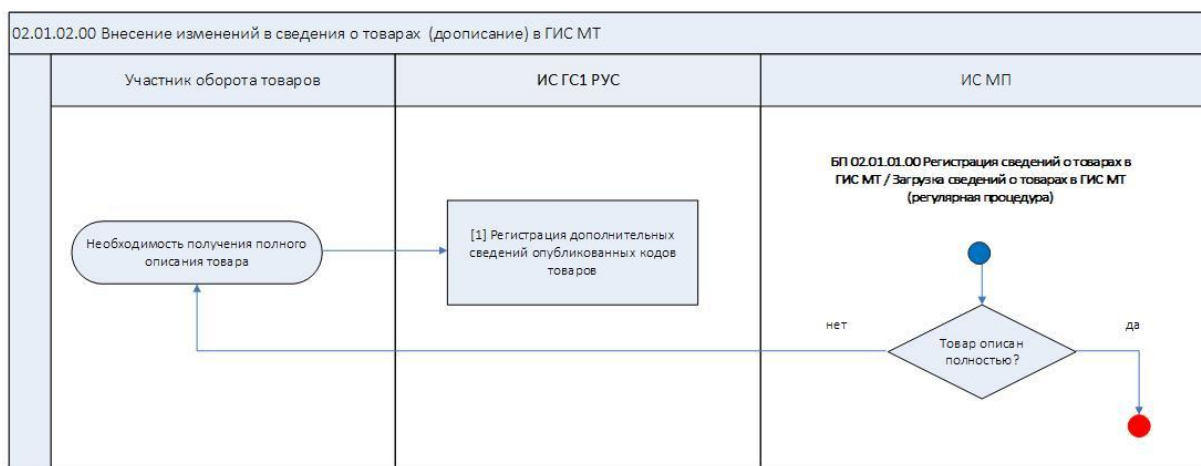 02.01.02.00 Внесение изменений в сведения о товарах (доописание) в ГИС МТ
Участник оборота товаров
ИС ГС1 РУС
ИС МП
БП 02.01.01.00 Регистрация сведений о товарах в
ГИС МТ / Загрузка сведений о товарах в ГИС МТ
(регулярная процедура)
Необходимость получения полного
описания товара
[1] Регистрация дополнительных
сведений опубликованных кодов
товаров
нет
да
Товар описан
полностью?